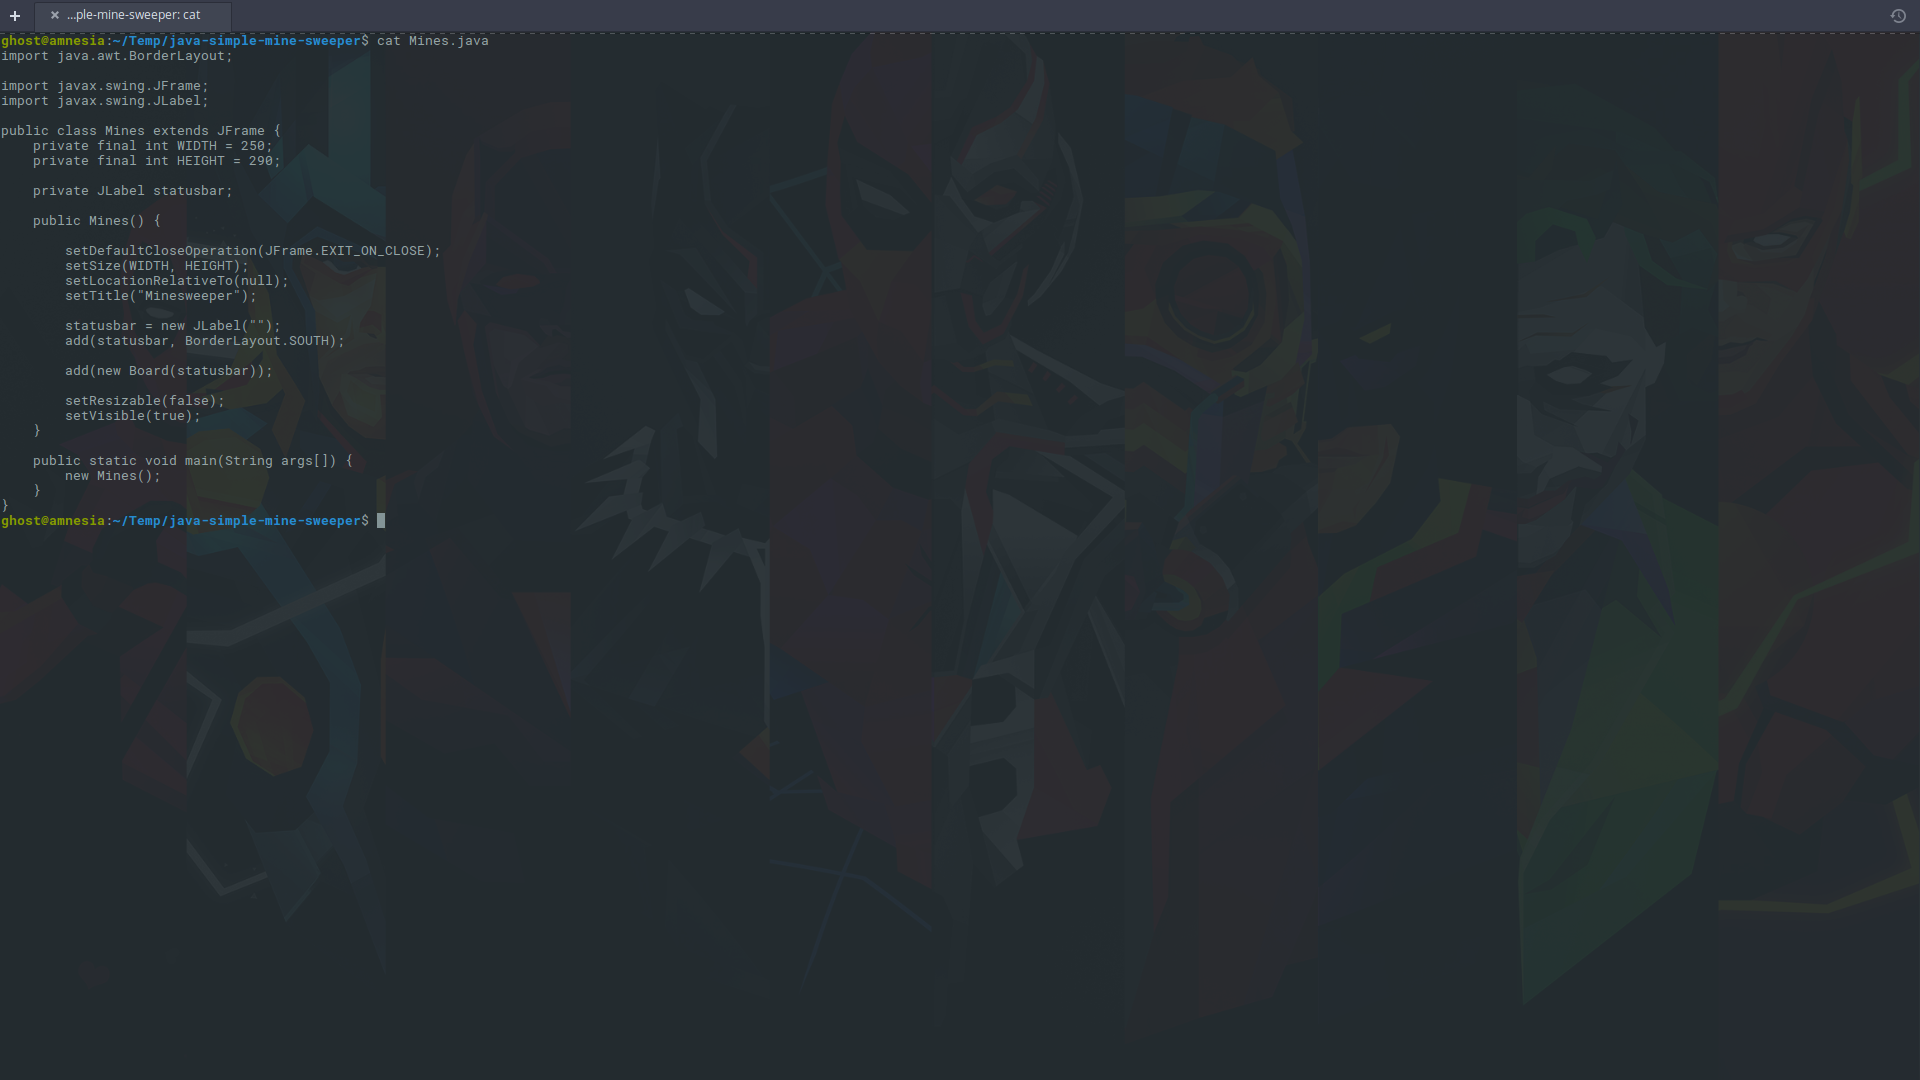 ...ple-mine-sweeper: cat
ghost@amnesia:~/Temp/java-simple-mine-sweeper$ cat Mines.java
import java.awt.BorderLayout;
import javax.swing.JFrame;
import javax.swing.JLabel;
public class Mines extends JFrame {
    private final int WIDTH = 250;
    private final int HEIGHT = 290;
    private JLabel statusbar;
    public Mines() {
        setDefaultCloseOperation(JFrame.EXIT_ON_CLOSE);
        setSize(WIDTH, HEIGHT);
        setLocationRelativeTo(null);
        setTitle("Minesweeper");
        statusbar = new JLabel("");
        add(statusbar, BorderLayout.SOUTH);
        add(new Board(statusbar));
        setResizable(false);
        setVisible(true);
    }
    public static void main(String args[]) {
        new Mines();
    }
}
ghost@amnesia:~/Temp/java-simple-mine-sweeper$